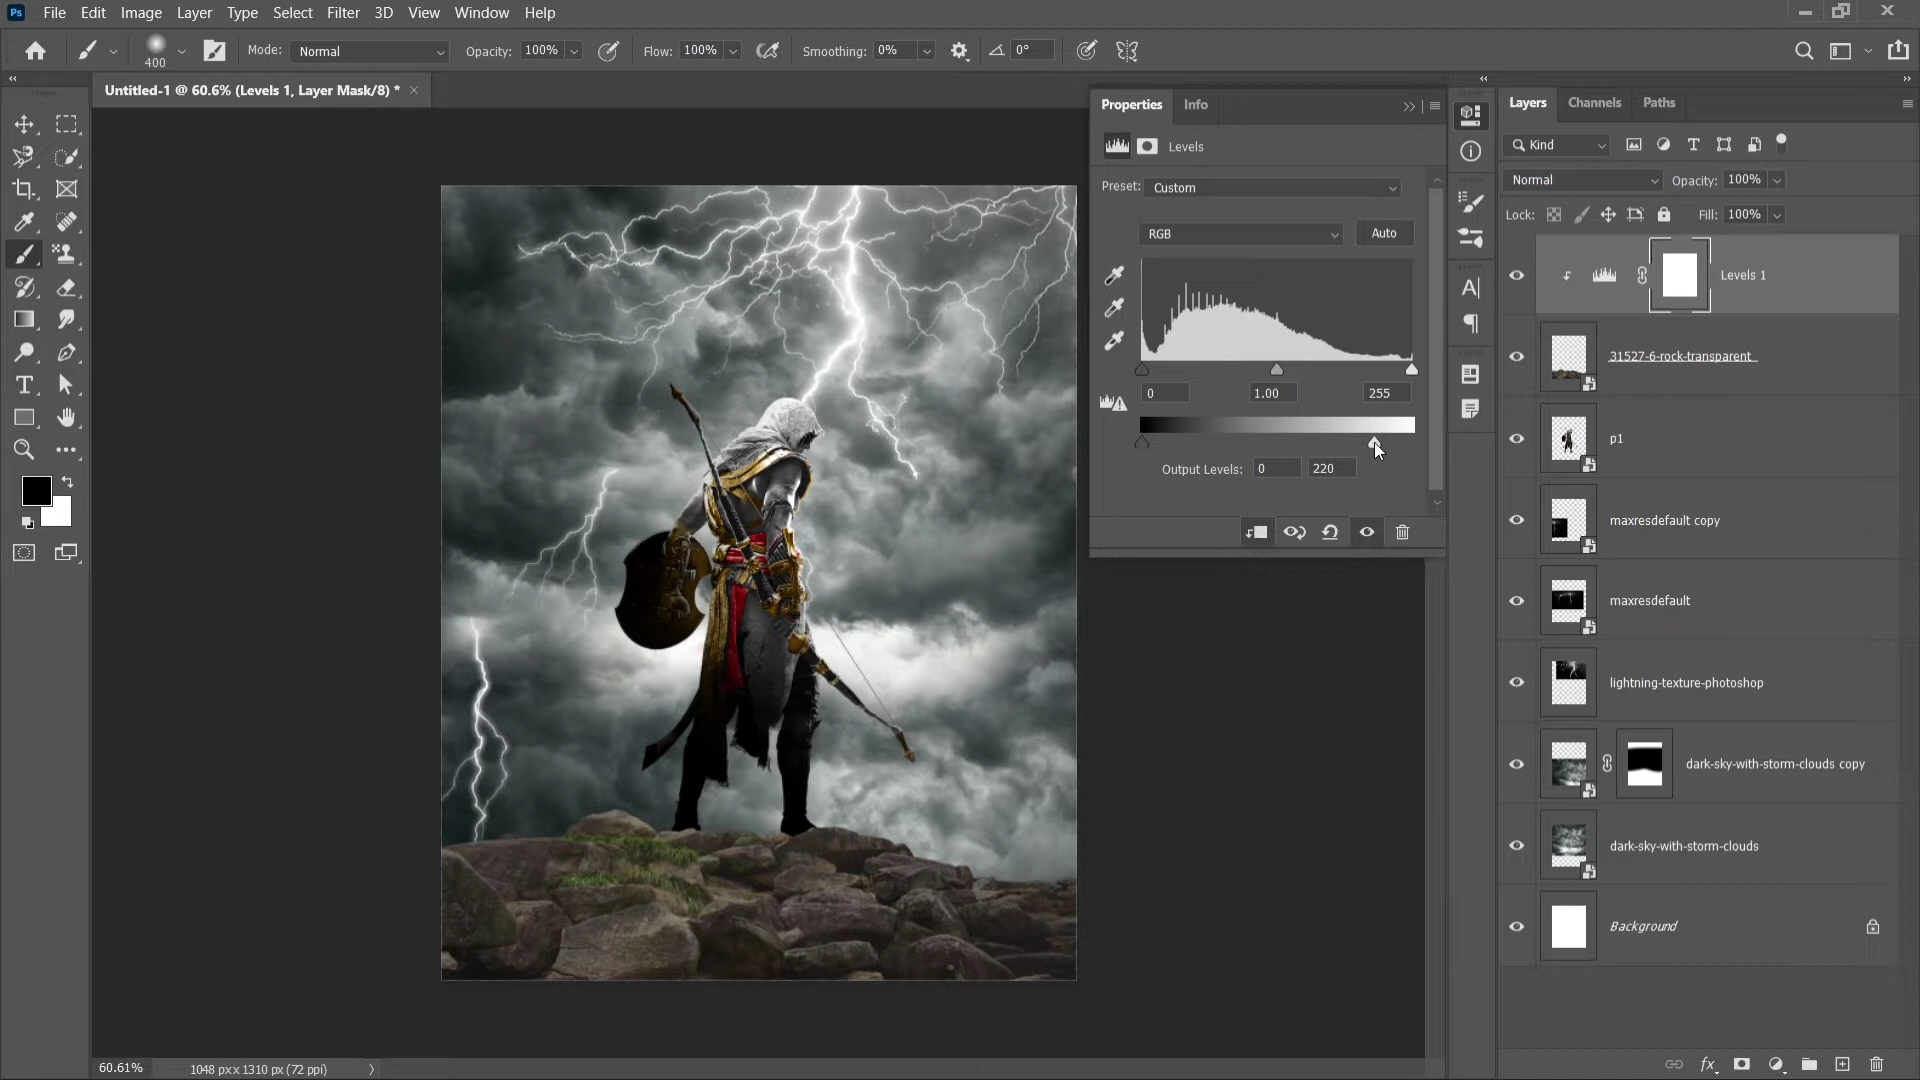 Ps File Edit Image Layer Type Select Filter 3D View Window Help
400 Mode: Normal Opacity: 100% Flow: 100% Smoothing: 0% 0°
Untitled-1 @ 60.6% (Levels 1, Layer Mask/8) *
Properties Info
Levels
Preset: Custom
RGB Auto
0 1.00 255
Output Levels: 0 220
Layers Channels Paths
Kind
Normal Opacity: 100%
Lock: Fill: 100%
Levels 1
31527-6-rock-transparent
p1
maxresdefault copy
maxresdefault
lightning-texture-photoshop
dark-sky-with-storm-clouds copy
dark-sky-with-storm-clouds
Background
60.61% 1048 px x 1310 px (72 ppi)